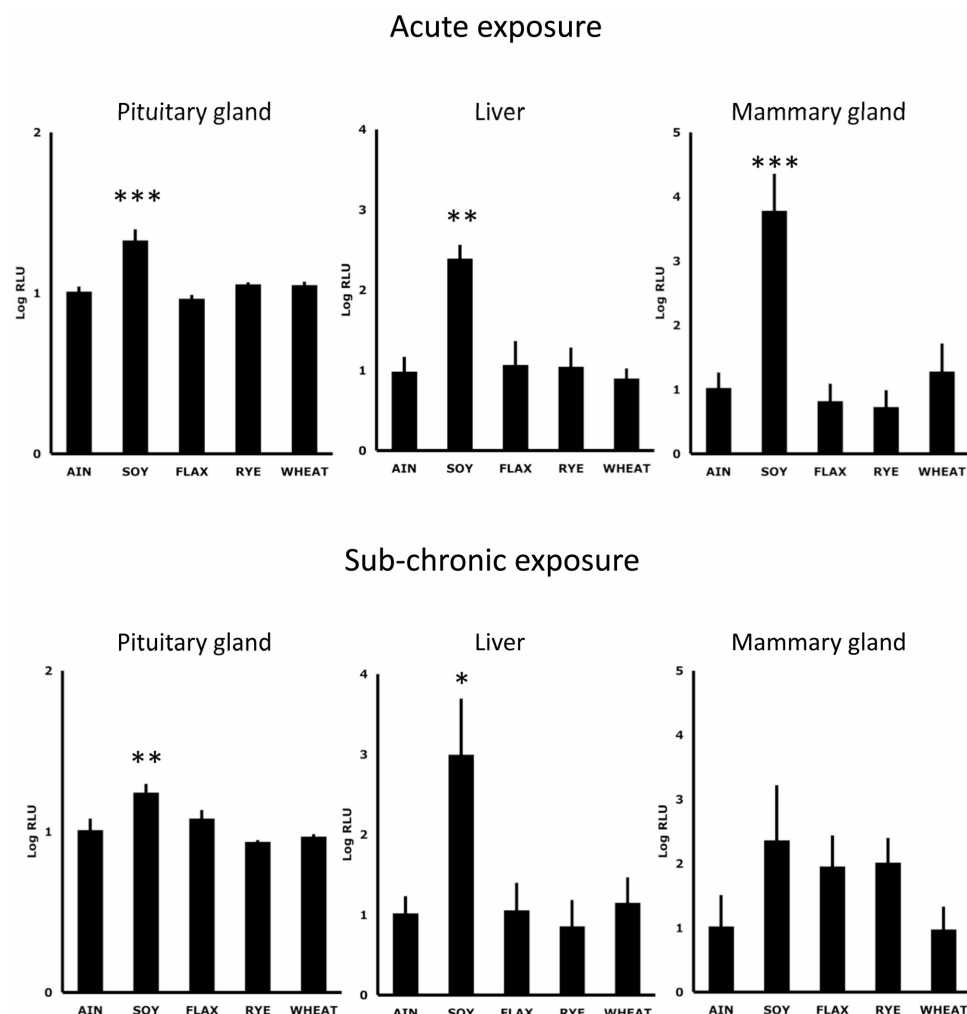 Acute exposure
Pituitary gland
Liver
Mammary gland
2
1
0
Log RLU
***
AIN SOY FLAX RYE WHEAT
4
3
2
1
0
Log RLU
**
AIN SOY FLAX RYE WHEAT
5
4
3
2
1
0
Log RLU
***
AIN SOY FLAX RYE WHEAT
Sub-chronic exposure
Pituitary gland
Liver
Mammary gland
2
1
0
Log RLU
**
AIN SOY FLAX RYE WHEAT
4
3
2
1
0
Log RLU
*
AIN SOY FLAX RYE WHEAT
5
4
3
2
1
0
Log RLU
AIN SOY FLAX RYE WHEAT